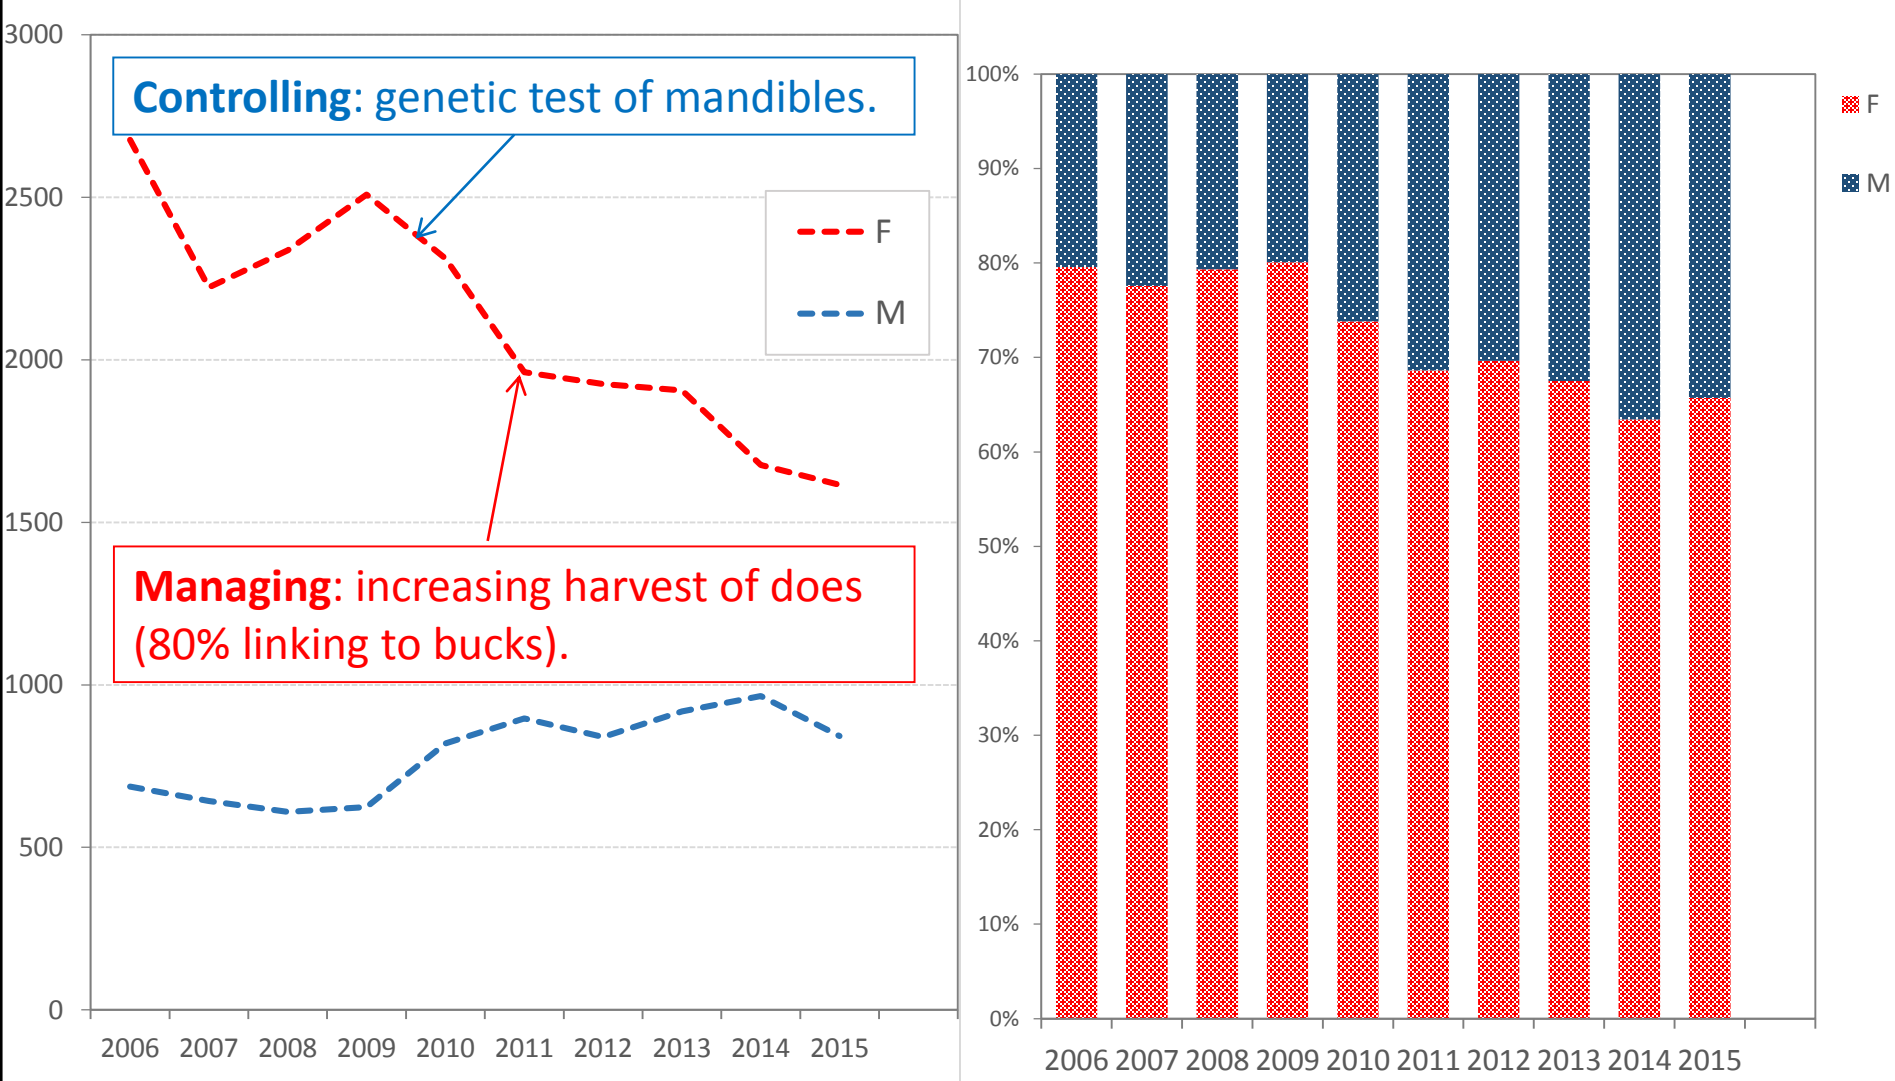 3000
2500
2000
1500
1000
500
0
Controlling: genetic test of mandibles.
F
M
Managing: increasing harvest of does
(80% linking to bucks).
2006 2007 2008 2009 2010 2011 2012 2013 2014 2015
100%
90%
80%
70%
60%
50%
40%
30%
20%
10%
0%
F
M
2006 2007 2008 2009 2010 2011 2012 2013 2014 2015